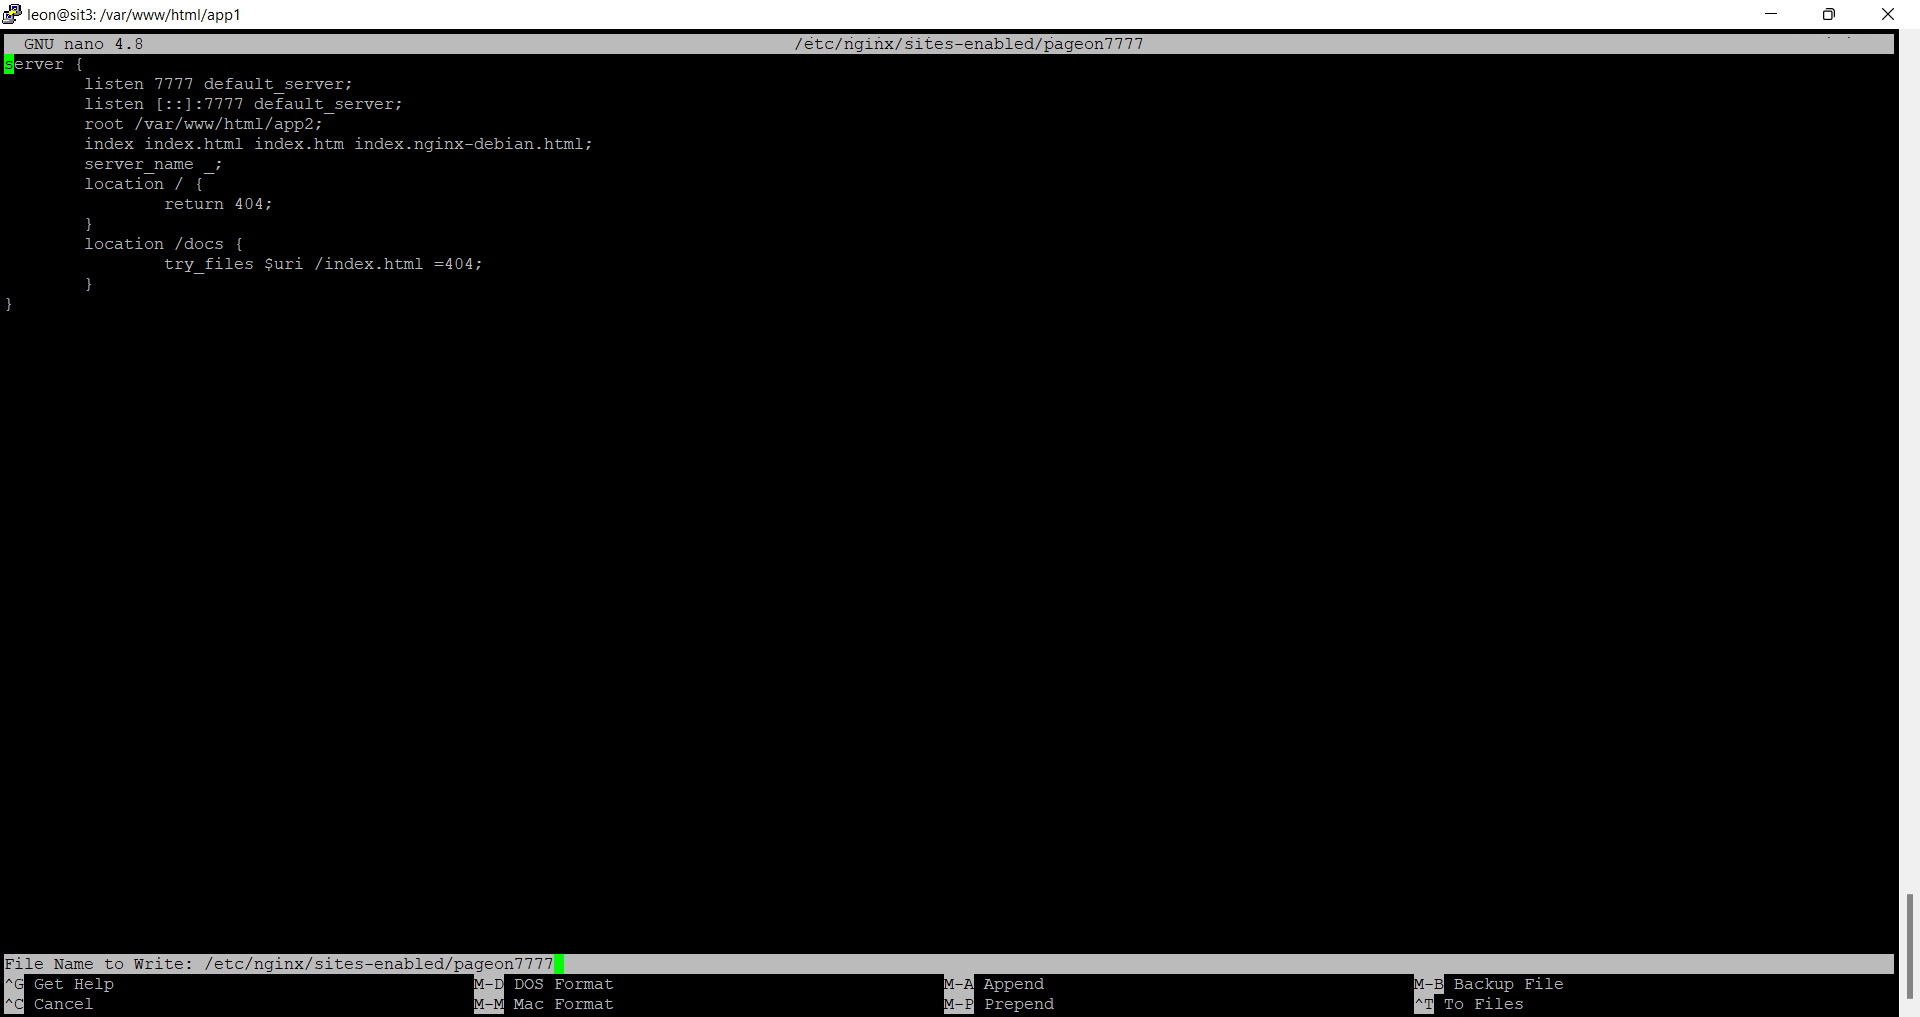 leon@sit3: /var/www/html/app1
GNU nano 4.8 /etc/nginx/sites-enabled/pageon7777
server {
listen 7777 default_server;
listen [::]:7777 default_server;
root /var/www/html/app2;
index index.html index.htm index.nginx-debian.html;
server_name _;
location / {
return 404;
}
location /docs {
try_files $uri /index.html =404;
}
}
File Name to Write: /etc/nginx/sites-enabled/pageon7777
^G Get Help M-D DOS Format M-A Append M-B Backup File
^C Cancel M-M Mac Format M-P Prepend ^T To Files